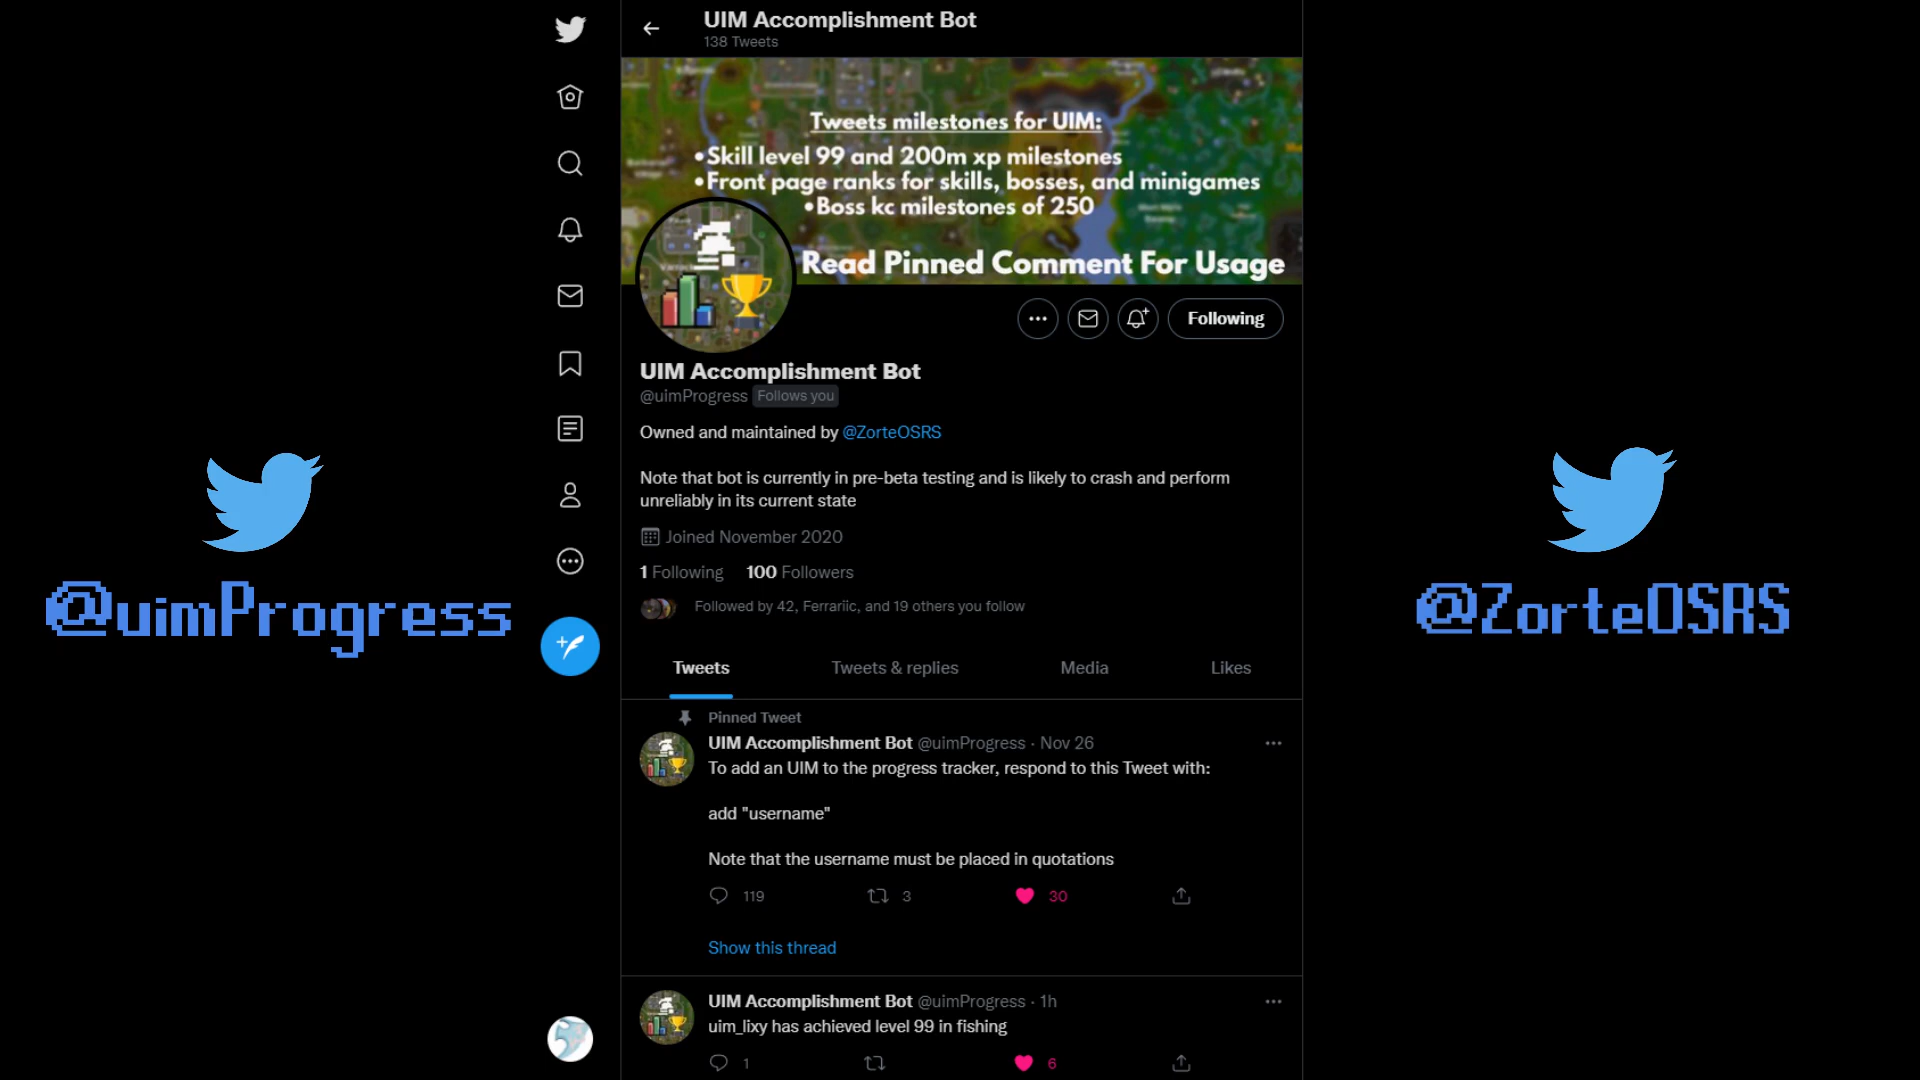 UIM Accomplishment Bot
138 Tweets
Tweets milestones for UIM:
•Skill level 99 and 200m xp milestones
•Front page ranks for skills, bosses, and minigames
•Boss kc milestones of 250
Read Pinned Comment For Usage
Following
UIM Accomplishment Bot
@uimProgress Follows you
Owned and maintained by @ZorteOSRS
Note that bot is currently in pre-beta testing and is likely to crash and perform
unreliably in its current state
Joined November 2020
1 Following 100 Followers
Followed by 42, Ferrariic, and 19 others you follow
@uimProgress
@ZorteOSRS
Tweets Tweets & replies Media Likes
Pinned Tweet
UIM Accomplishment Bot @uimProgress · Nov 26
To add an UIM to the progress tracker, respond to this Tweet with:
add "username"
Note that the username must be placed in quotations
119 3 30
Show this thread
UIM Accomplishment Bot @uimProgress · 1h
uim_lixy has achieved level 99 in fishing
1 6